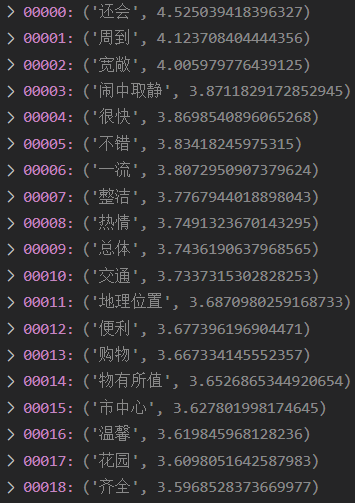 > 00000: ('还会', 4.525039418396327)
> 00001: ('周到', 4.123708404444356)
> 00002: ('宽敞', 4.005979776439125)
> 00003: ('闹中取静', 3.8711829172852945)
> 00004: ('很快', 3.8698540896065268)
> 00005: ('不错', 3.83418245975315)
> 00006: ('一流', 3.8072950907379624)
> 00007: ('整洁', 3.7767944018898043)
> 00008: ('热情', 3.7491323670143295)
> 00009: ('总体', 3.7436190637968565)
> 00010: ('交通', 3.7337315302828253)
> 00011: ('地理位置', 3.6870980259168733)
> 00012: ('便利', 3.677396196904471)
> 00013: ('购物', 3.667334145552357)
> 00014: ('物有所值', 3.6526865344920654)
> 00015: ('市中心', 3.627801998174645)
> 00016: ('温馨', 3.619845968128236)
> 00017: ('花园', 3.6098051642587983)
> 00018: ('齐全', 3.5968528373669977)